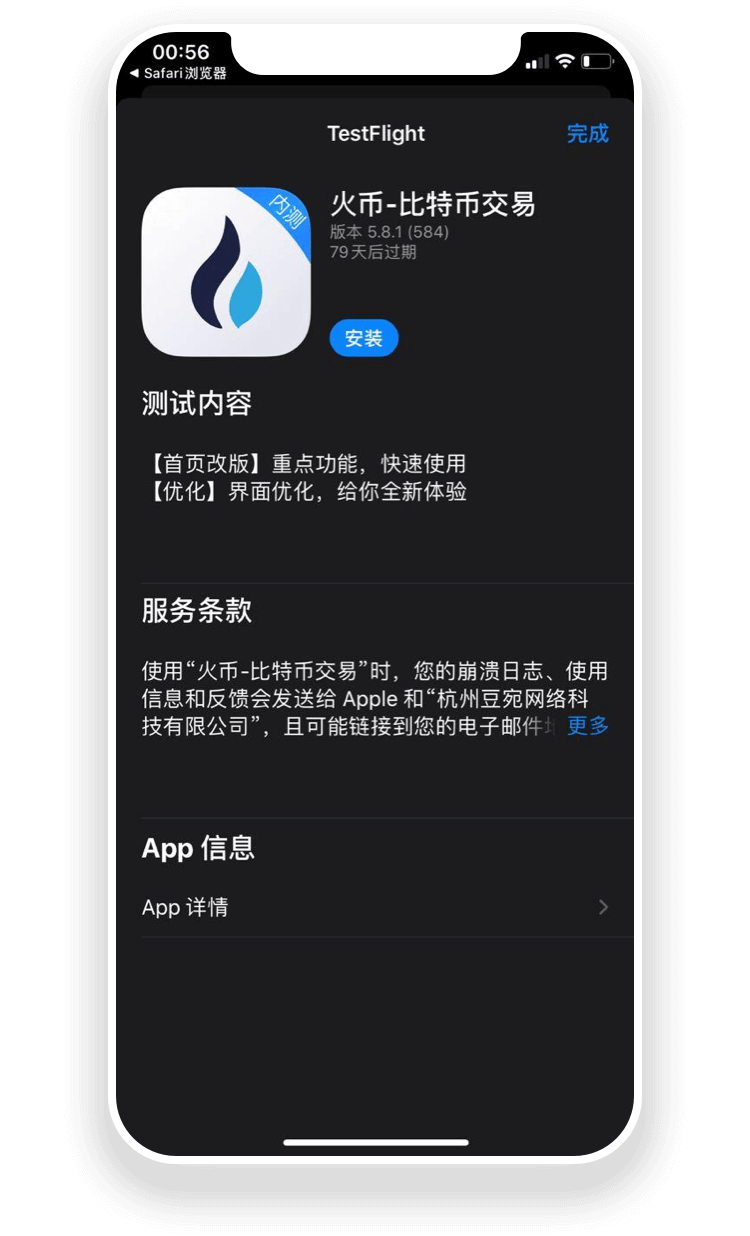 00:56
◀ Safari浏览器
TestFlight
完成
内测
火币-比特币交易
版本 5.8.1 (584)
79天后过期
安装
测试内容
【首页改版】重点功能，快速使用
【优化】界面优化，给你全新体验
服务条款
使用“火币-比特币交易”时，您的崩溃日志、使用
信息和反馈会发送给 Apple 和“杭州豆宛网络科
技有限公司”，且可能链接到您的电子邮件 更多
App 信息
App 详情